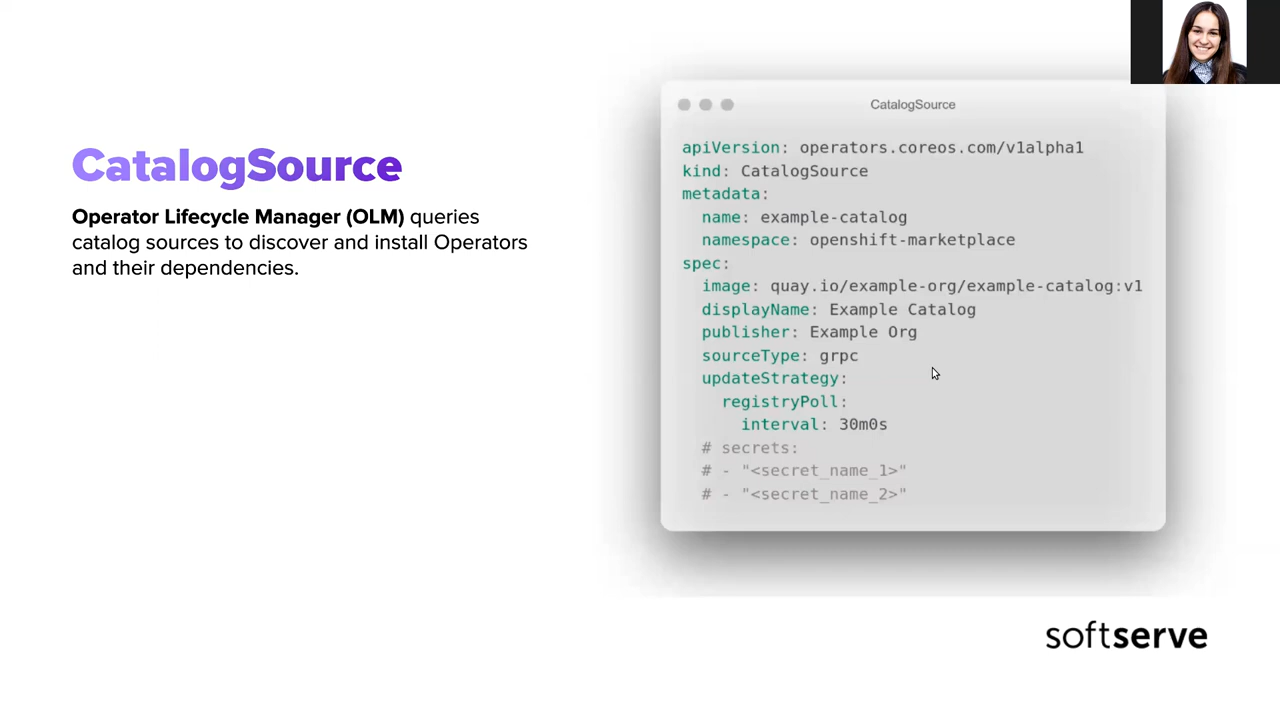 CatalogSource
Operator Lifecycle Manager (OLM) queries
catalog sources to discover and install Operators
and their dependencies.
CatalogSource
apiVersion: operators.coreos.com/v1alpha1
kind: CatalogSource
metadata:
  name: example-catalog
  namespace: openshift-marketplace
spec:
  image: quay.io/example-org/example-catalog:v1
  displayName: Example Catalog
  publisher: Example Org
  sourceType: grpc
  updateStrategy:
    registryPoll:
      interval: 30m0s
  # secrets:
  # - "<secret_name_1>"
  # - "<secret_name_2>"
softserve